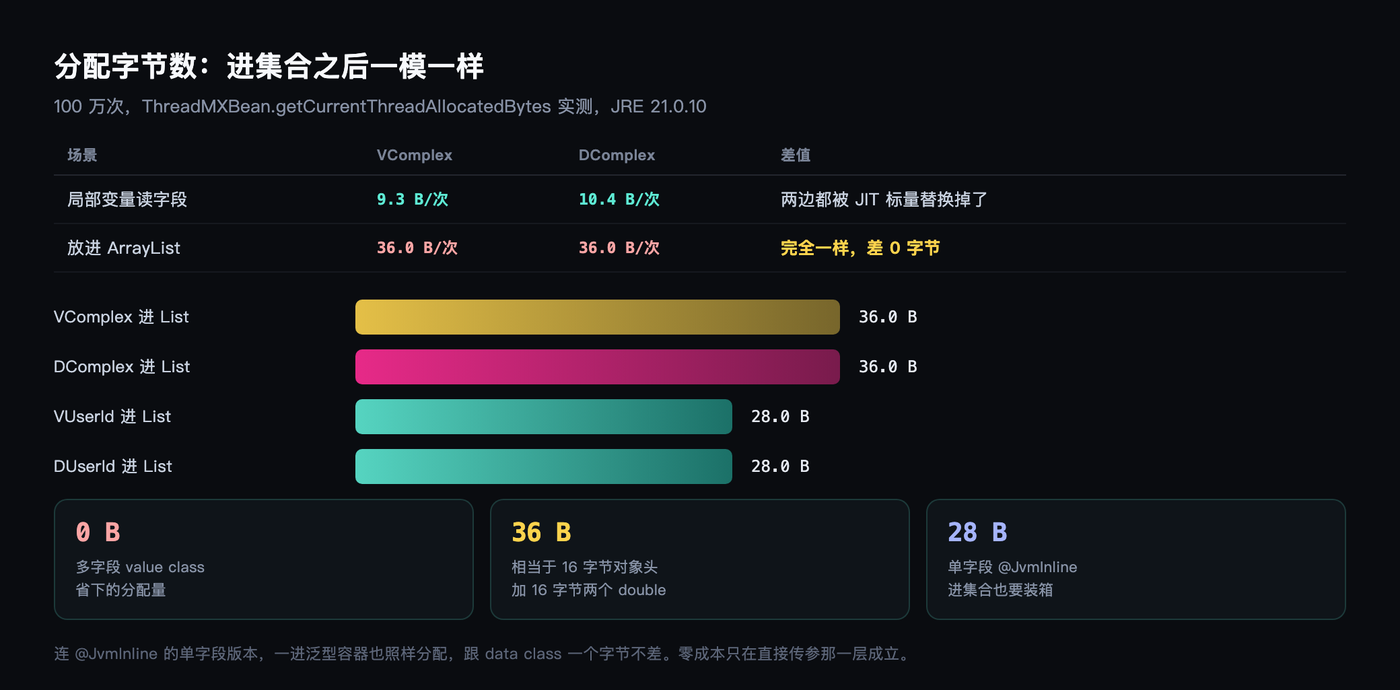 分配字节数：进集合之后一模一样
100 万次，ThreadMXBean.getCurrentThreadAllocatedBytes 实测，JRE 21.0.10
场景 VComplex DComplex 差值
局部变量读字段 9.3 B/次 10.4 B/次 两边都被 JIT 标量替换掉了
放进 ArrayList 36.0 B/次 36.0 B/次 完全一样，差 0 字节
VComplex 进 List 36.0 B
DComplex 进 List 36.0 B
VUserId 进 List 28.0 B
DUserId 进 List 28.0 B
0 B
多字段 value class
省下的分配量
36 B
相当于 16 字节对象头
加 16 字节两个 double
28 B
单字段 @JvmInline
进集合也要装箱
连 @JvmInline 的单字段版本，一进泛型容器也照样分配，跟 data class 一个字节不差。零成本只在直接传参那一层成立。